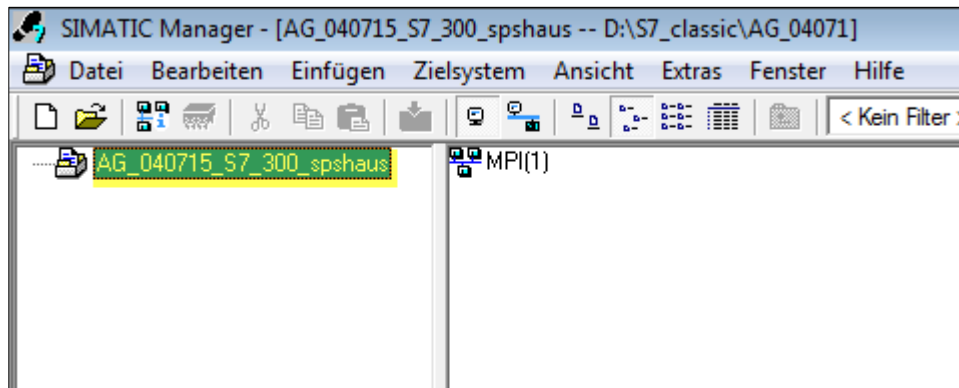 SIMATIC Manager - [AG_040715_S7_300_spshaus -- D:\S7_classic\AG_04071]
Datei Bearbeiten Einfügen Zielsystem Ansicht Extras Fenster Hilfe
< Kein Filter >
AG_040715_S7_300_spshaus
MPI(1)